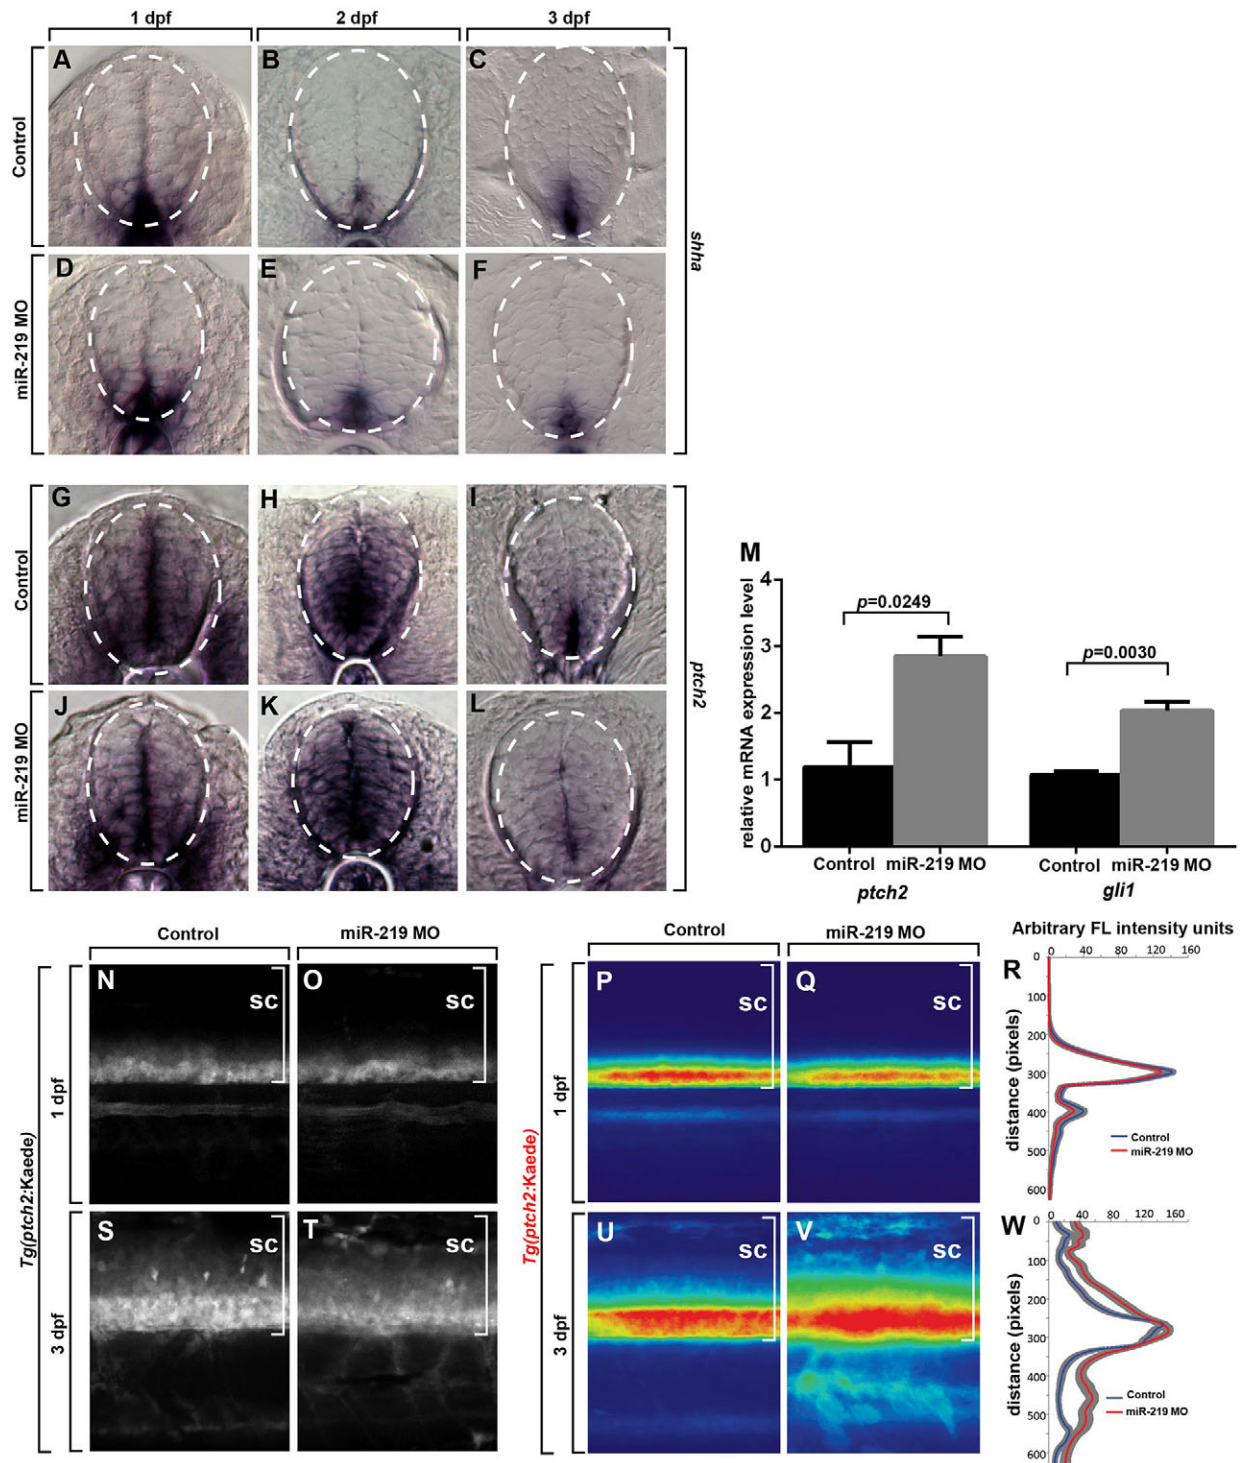 1 dpf
2 dpf
3 dpf
Control
A
B
C
miR-219 MO
D
E
F
shha
Control
G
H
I
miR-219 MO
J
K
L
ptch2
M
relative mRNA expression level
4
3
2
1
0
p=0.0249
p=0.0030
Control miR-219 MO
Control miR-219 MO
ptch2
gli1
Control
miR-219 MO
Tg(ptch2:Kaede)
1 dpf
N
sc
O
sc
3 dpf
S
sc
T
sc
Control
miR-219 MO
Tg(ptch2:Kaede)
1 dpf
P
sc
Q
sc
3 dpf
U
sc
V
sc
Arbitrary FL intensity units
0 40 80 120 160
R
distance (pixels)
0
100
200
300
400
500
600
Control
miR-219 MO
0 40 80 120 160
W
distance (pixels)
0
100
200
300
400
500
600
Control
miR-219 MO